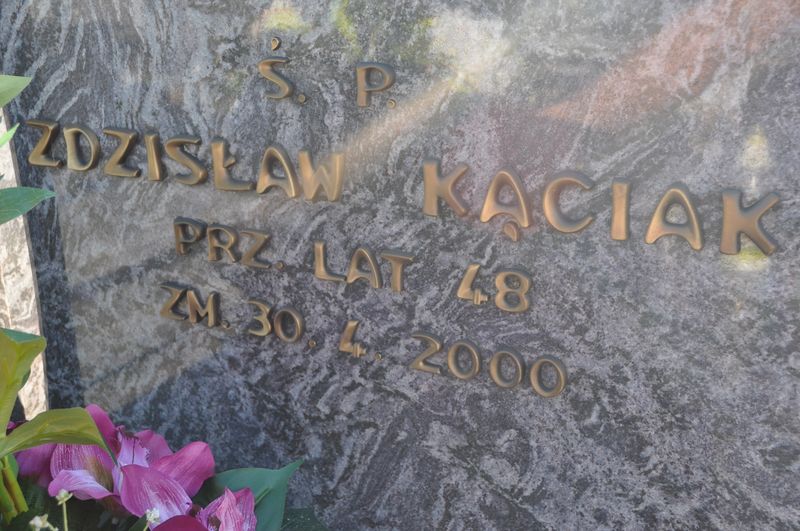 Ś. P.
ZDZISŁAW KĄCIAK
PRZ. LAT 48
ZM. 30. 4. 2000